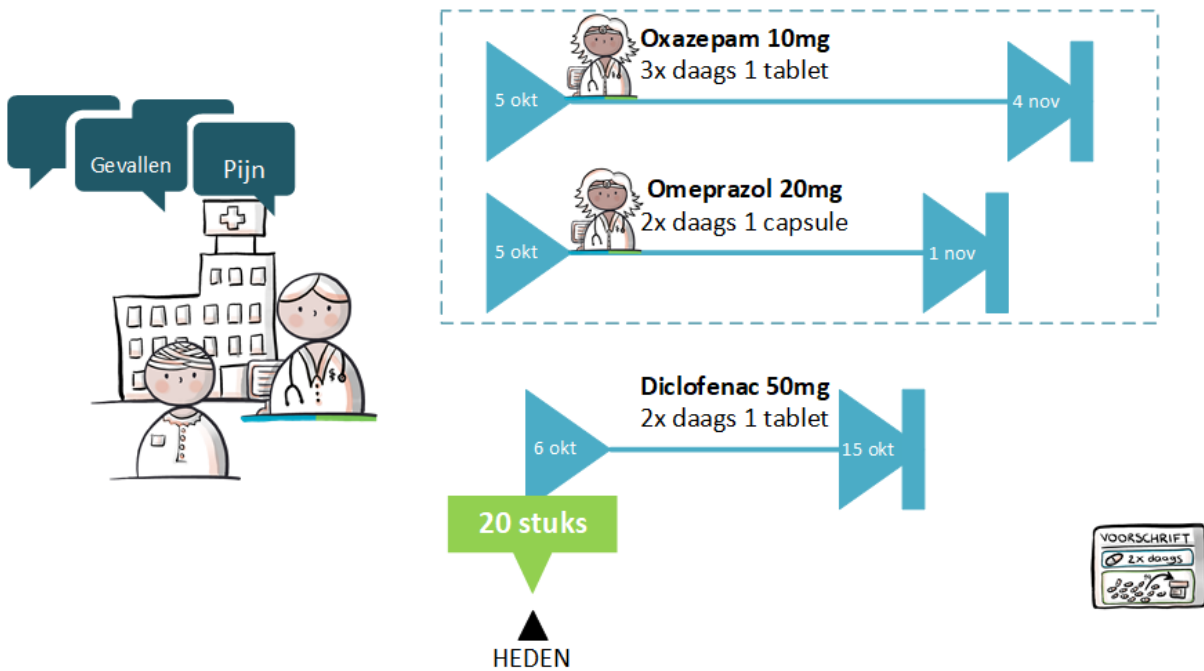 Gevallen
Pijn
Oxazepam 10mg
3x daags 1 tablet
5 okt
4 nov
Omeprazol 20mg
2x daags 1 capsule
5 okt
1 nov
Diclofenac 50mg
2x daags 1 tablet
6 okt
15 okt
20 stuks
HEDEN
VOORSCHRIFT
2x daags